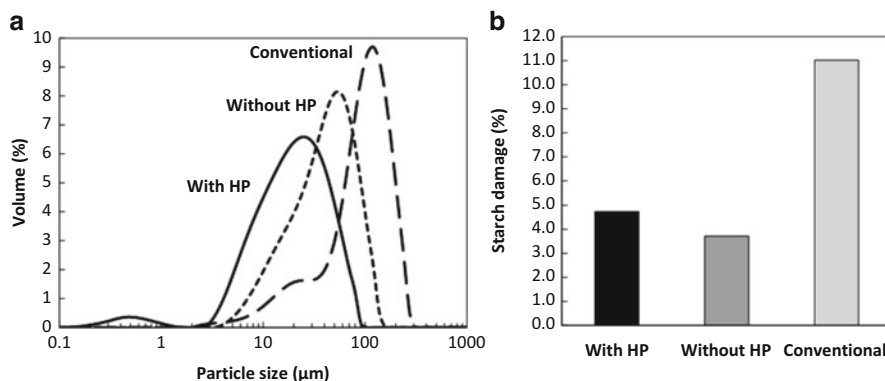 a
10
9
8
7
6
5
4
3
2
1
0
Volume (%)
Conventional
Without HP
With HP
0.1 1 10 100 1000
Particle size (µm)
b
12.0
11.0
10.0
9.0
8.0
7.0
6.0
5.0
4.0
3.0
2.0
1.0
0.0
Starch damage (%)
With HP Without HP Conventional